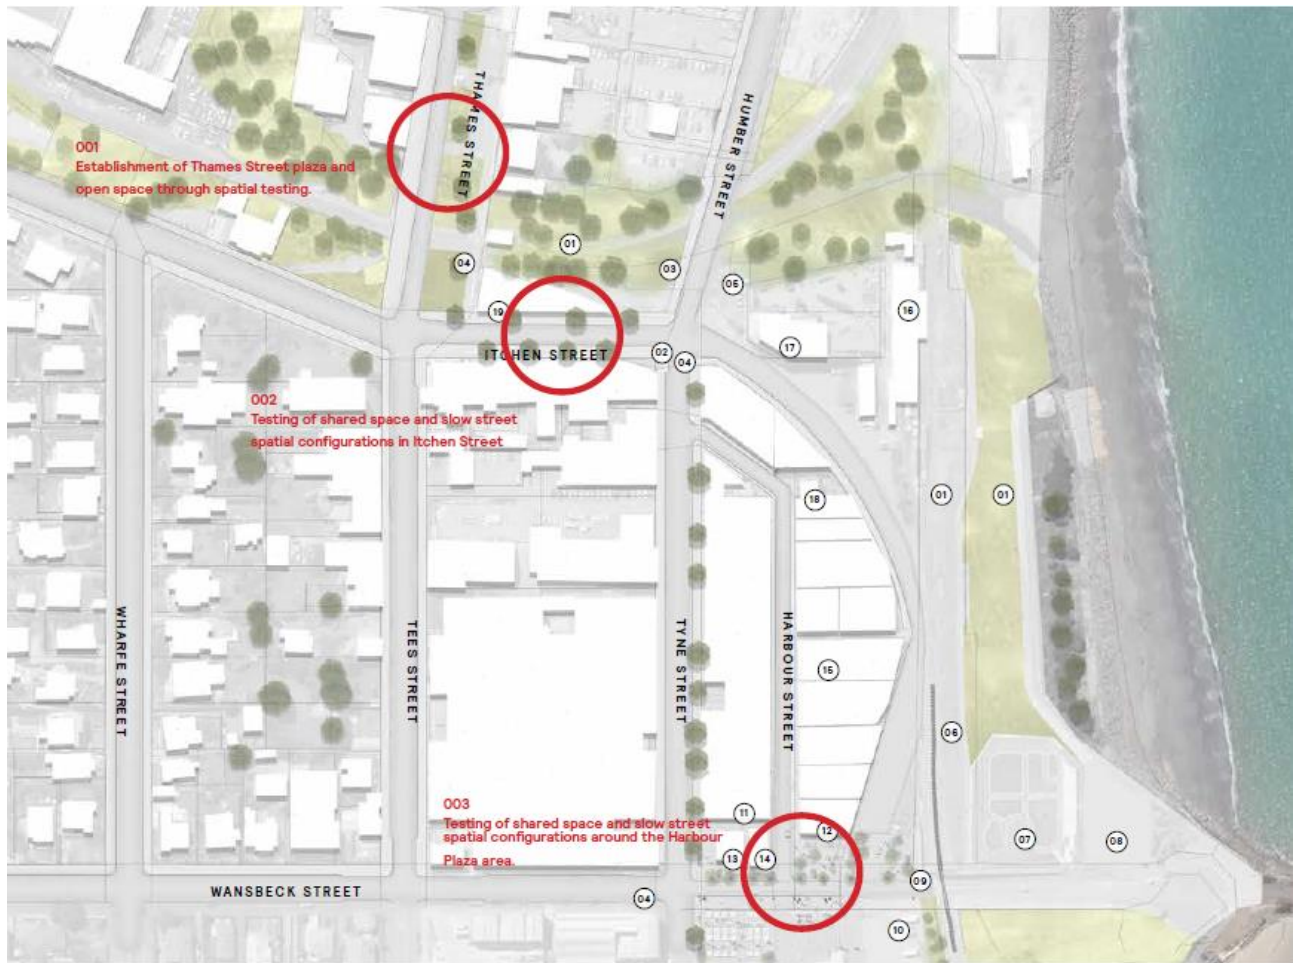 THAMES STREET
HUMBER STREET
001
Establishment of Thames Street plaza and
open space through spatial testing.
01
04
03
05
19
16
02
04
17
ITCHEN STREET
002
Testing of shared space and slow street
spatial configurations in Itchen Street
18
01
01
WHARFE STREET
TEES STREET
TYNE STREET
HARBOUR STREET
15
06
003
Testing of shared space and slow street
spatial configurations around the Harbour
Plaza area.
11
12
13
14
07
08
09
WANSBECK STREET
04
10